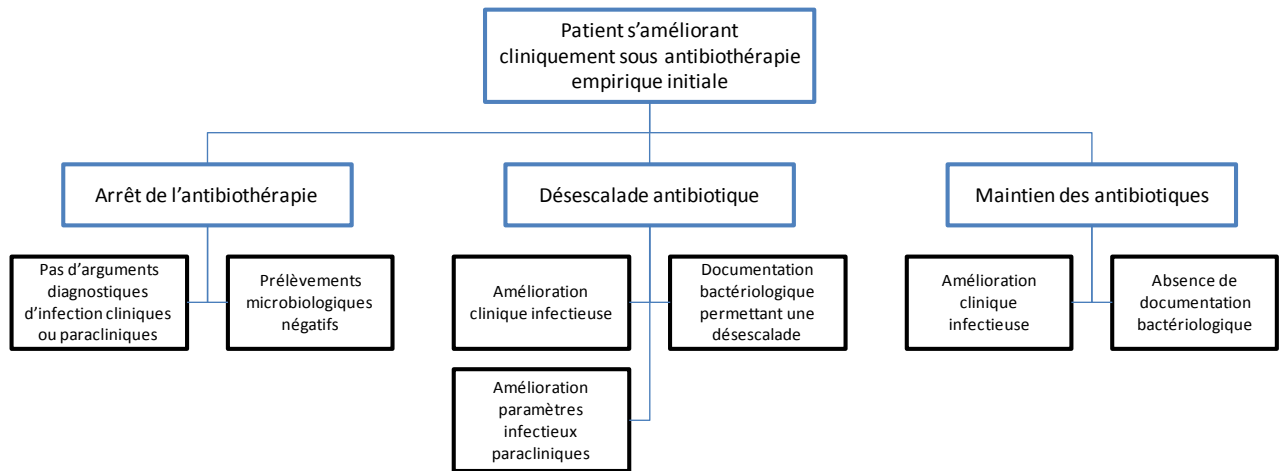 Patient s’améliorant
cliniquement sous antibiothérapie
empirique initiale
Arrêt de l’antibiothérapie
Désescalade antibiotique
Maintien des antibiotiques
Pas d’arguments
diagnostiques
d’infection cliniques
ou paracliniques
Prélèvements
microbiologiques
négatifs
Amélioration
clinique infectieuse
Documentation
bactériologique
permettant une
désescalade
Amélioration
clinique
infectieuse
Absence de
documentation
bactériologique
Amélioration
paramètres
infectieux
paracliniques